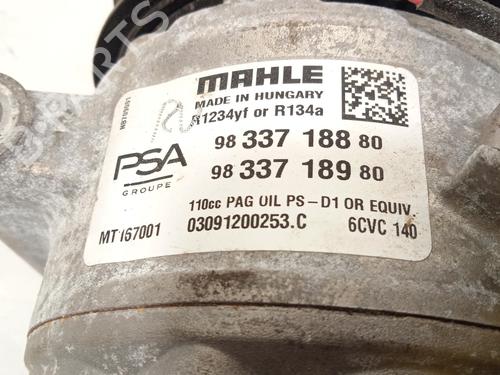 MAHLE
MADE IN HUNGARY
R1234yf or R134a
98 337 188 80
98 337 189 80
PSA
GROUPE
110cc PAG OIL PS-D1 OR EQUIV.
MT167001 03091200253.C 6CVC 140